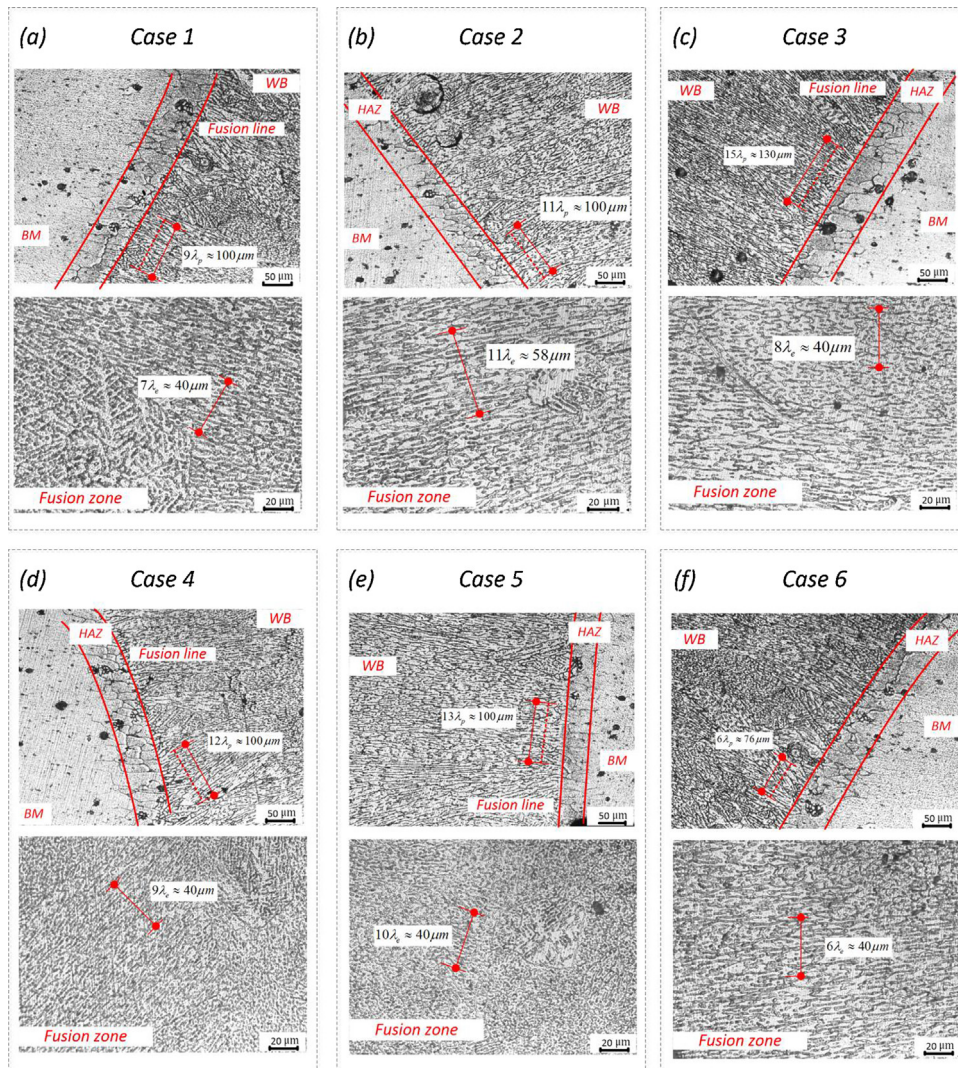 (a) Case 1
WB
Fusion line
BM
9λp ≈ 100μm
50 μm
7λe ≈ 40μm
Fusion zone
20 μm
(b) Case 2
HAZ
WB
11λp ≈ 100μm
BM
50 μm
11λe ≈ 58μm
Fusion zone
20 μm
(c) Case 3
Fusion line
WB
HAZ
15λp ≈ 130μm
BM
50 μm
8λe ≈ 40μm
Fusion zone
20 μm
(d) Case 4
WB
HAZ
Fusion line
12λp ≈ 100μm
BM
50 μm
9λe ≈ 40μm
Fusion zone
20 μm
(e) Case 5
HAZ
WB
13λp ≈ 100μm
BM
Fusion line
50 μm
10λe ≈ 40μm
Fusion zone
20 μm
(f) Case 6
WB
HAZ
BM
6λp ≈ 76μm
50 μm
6λe ≈ 40μm
Fusion zone
20 μm